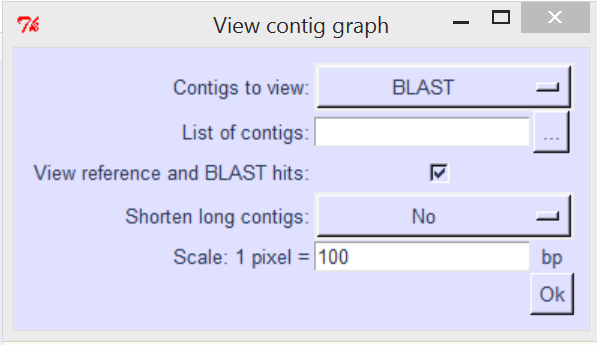 Tk View contig graph
Contigs to view: BLAST
List of contigs: ...
View reference and BLAST hits:
Shorten long contigs: No
Scale: 1 pixel = 100 bp
Ok